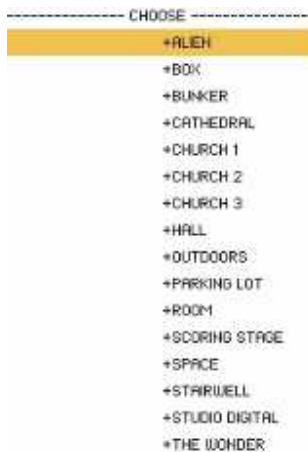 ---------------- CHOOSE ----------------
+ALIEN
+BOX
+BUNKER
+CATHEDRAL
+CHURCH 1
+CHURCH 2
+CHURCH 3
+HALL
+OUTDOORS
+PARKING LOT
+ROOM
+SCORING STAGE
+SPACE
+STAIRWELL
+STUDIO DIGITAL
+THE WONDER